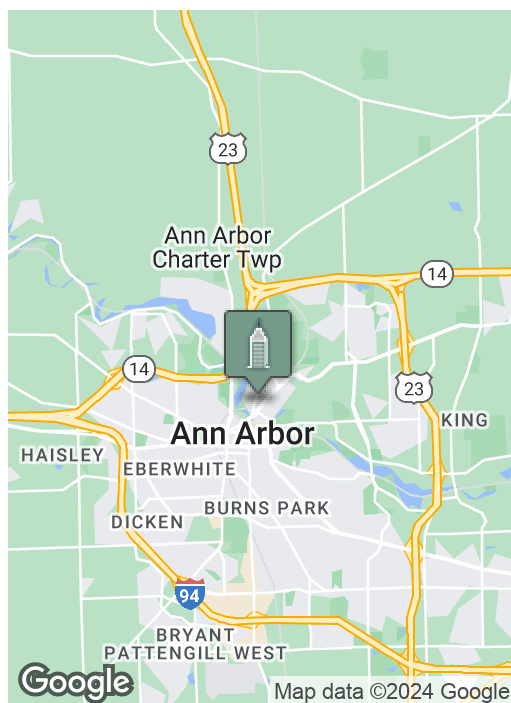 23
Ann Arbor
Charter Twp
14
14
23
KING
Ann Arbor
HAISLEY
EBERWHITE
BURNS PARK
DICKEN
94
BRYANT
PATTENGILL WEST
Google
Map data ©2024 Google